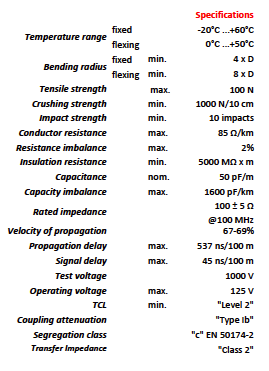 Specifications
Temperature range fixed -20°C ...+60°C
flexing 0°C ...+50°C
Bending radius fixed min. 4 x D
flexing min. 8 x D
Tensile strength max. 100 N
Crushing strength min. 1000 N/10 cm
Impact strength min. 10 impacts
Conductor resistance max. 85 Ω/km
Resistance imbalance max. 2%
Insulation resistance min. 5000 MΩ x m
Capacitance nom. 50 pF/m
Capacity imbalance max. 1600 pF/km
Rated impedance 100 ± 5 Ω
@100 MHz
Velocity of propagation 67-69%
Propagation delay max. 537 ns/100 m
Signal delay max. 45 ns/100 m
Test voltage 1000 V
Operating voltage max. 125 V
TCL min. "Level 2"
Coupling attenuation "Type Ib"
Segregation class "c" EN 50174-2
Transfer Impedance "Class 2"